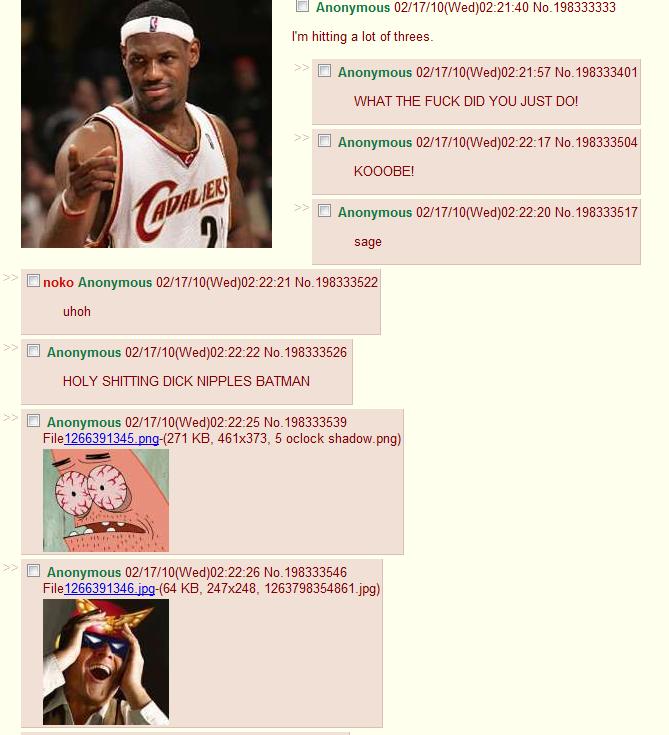 Anonymous 02/17/10(Wed)02:21:40 No.198333333
I'm hitting a lot of threes.
CAVALIERS
2
>> Anonymous 02/17/10(Wed)02:21:57 No.198333401
WHAT THE FUCK DID YOU JUST DO!
>> Anonymous 02/17/10(Wed)02:22:17 No.198333504
KOOOBE!
>> Anonymous 02/17/10(Wed)02:22:20 No.198333517
sage
>> noko Anonymous 02/17/10(Wed)02:22:21 No.198333522
uhoh
>> Anonymous 02/17/10(Wed)02:22:22 No.198333526
HOLY SHITTING DICK NIPPLES BATMAN
>> Anonymous 02/17/10(Wed)02:22:25 No.198333539
File1266391345.png-(271 KB, 461x373, 5 oclock shadow.png)
>> Anonymous 02/17/10(Wed)02:22:26 No.198333546
File1266391346.jpg-(64 KB, 247x248, 1263798354861.jpg)